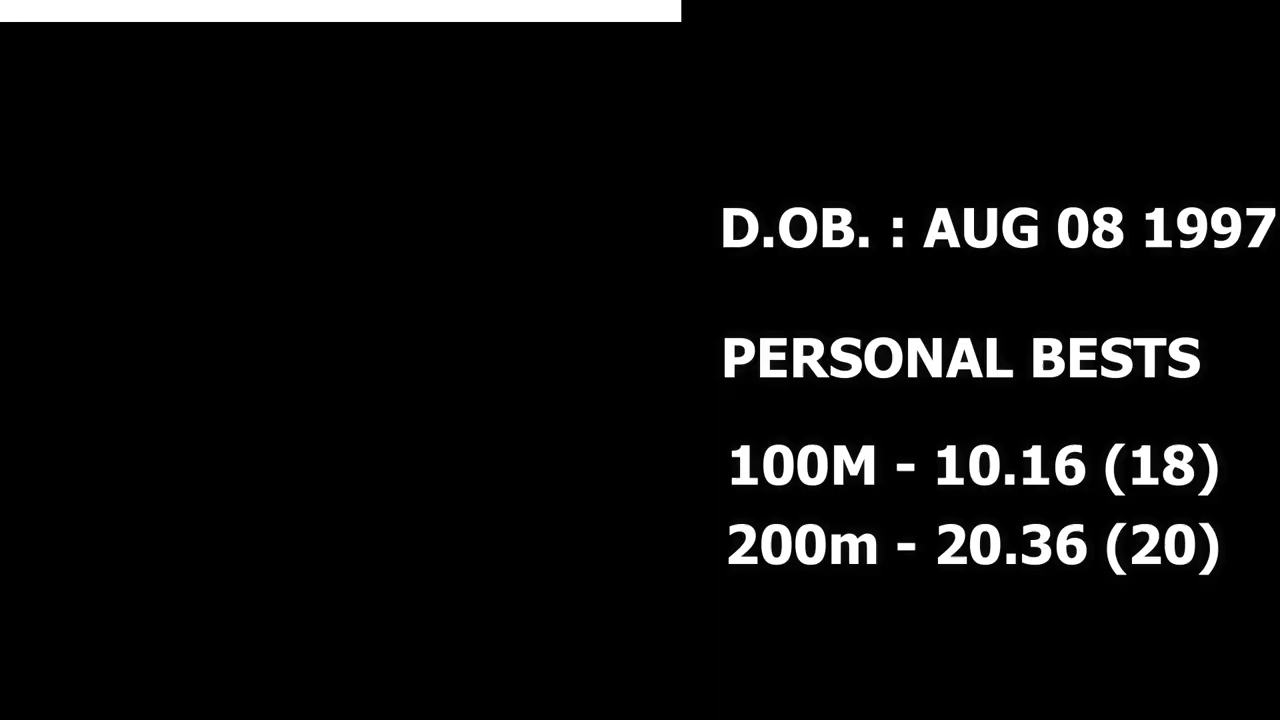 D.OB. : AUG 08 1997
PERSONAL BESTS
100M - 10.16 (18)
200m - 20.36 (20)